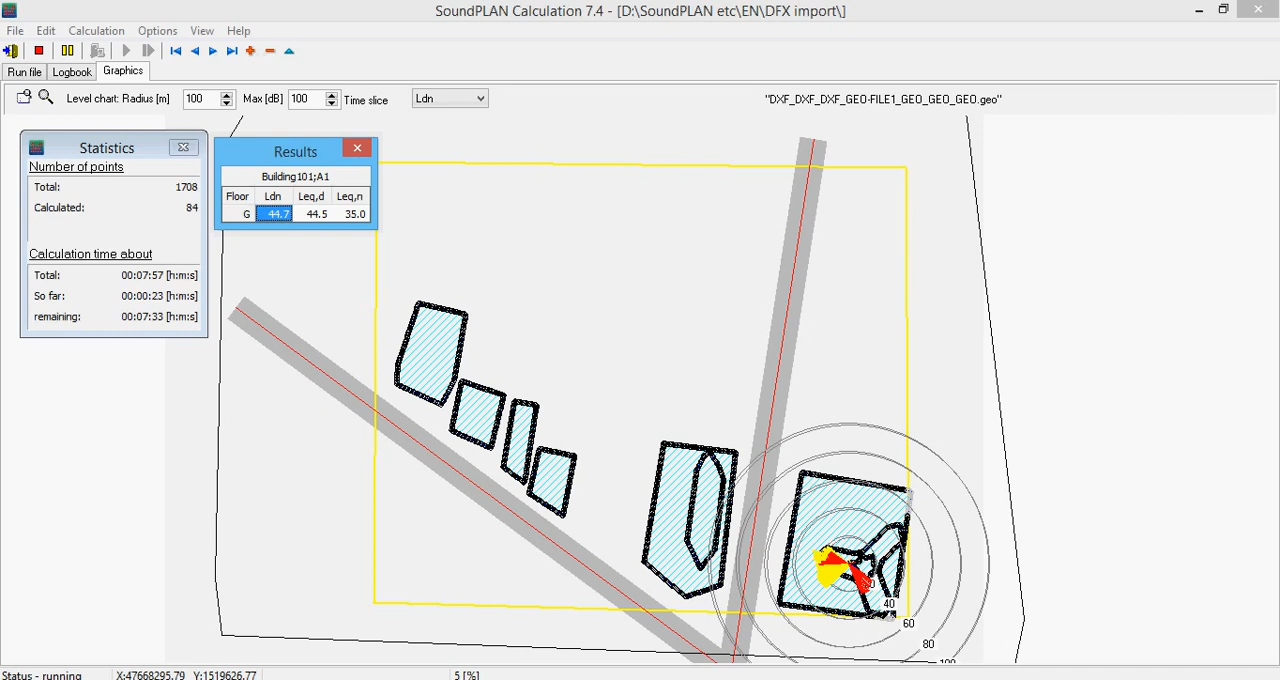 SoundPLAN Calculation 7.4 - [D:\SoundPLAN etc\EN\DFX import\]
File Edit Calculation Options View Help
Run file Logbook Graphics
Level chart: Radius [m] 100 Max [dB] 100 Time slice Ldn "DXF_DXF_DXF_GEO-FILE1_GEO_GEO_GEO.geo"
Statistics
Number of points
Total: 1708
Calculated: 84
Calculation time about
Total: 00:07:57 [h:m:s]
So far: 00:00:23 [h:m:s]
remaining: 00:07:33 [h:m:s]
Results
Building101;A1
Floor Ldn Leq,d Leq,n
G 44.7 44.5 35.0
40
60
80
100
Status - running X:47668295.79 Y:1519626.77 5 [%]